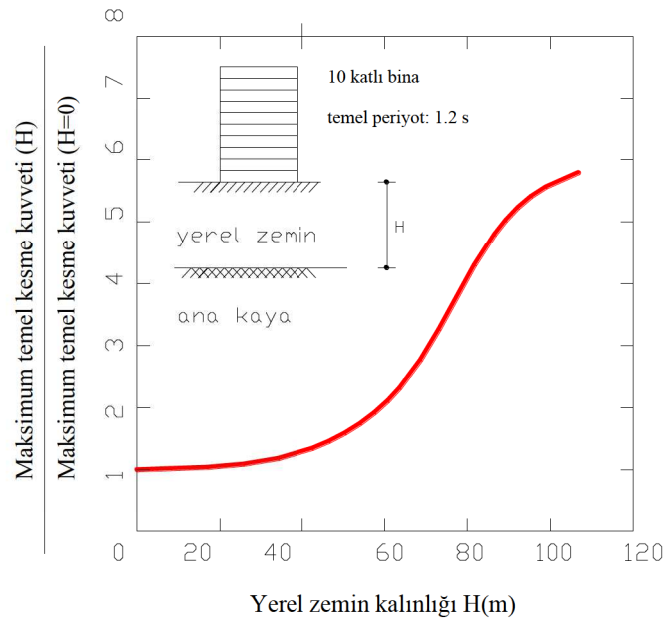 Maksimum temel kesme kuvveti (H)
Maksimum temel kesme kuvveti (H=0)
8
7
6
5
4
3
2
1
10 katlı bina
temel periyot: 1.2 s
yerel zemin
H
ana kaya
0 20 40 60 80 100 120
Yerel zemin kalınlığı H(m)